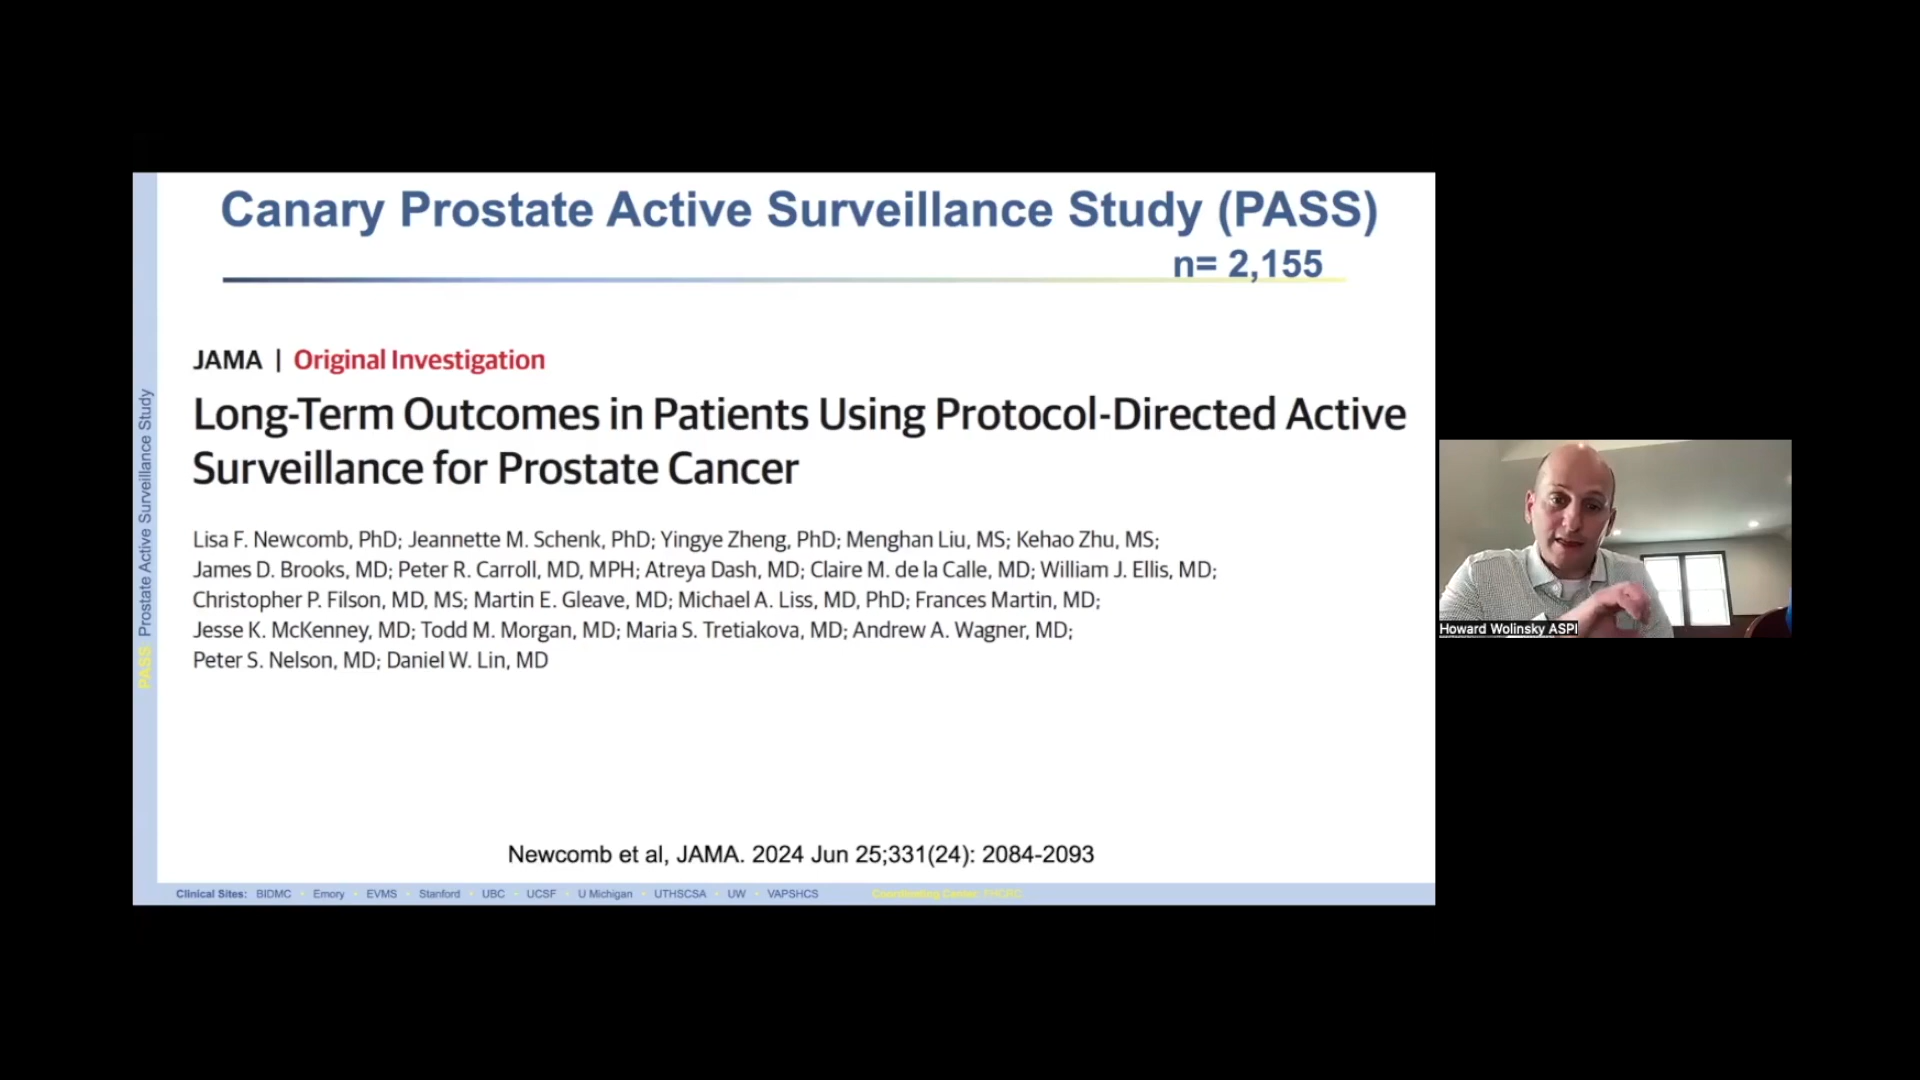 Canary Prostate Active Surveillance Study (PASS)
n= 2,155
JAMA | Original Investigation
Long-Term Outcomes in Patients Using Protocol-Directed Active
Surveillance for Prostate Cancer
Lisa F. Newcomb, PhD; Jeannette M. Schenk, PhD; Yingye Zheng, PhD; Menghan Liu, MS; Kehao Zhu, MS;
James D. Brooks, MD; Peter R. Carroll, MD, MPH; Atreya Dash, MD; Claire M. de la Calle, MD; William J. Ellis, MD;
Christopher P. Filson, MD, MS; Martin E. Gleave, MD; Michael A. Liss, MD, PhD; Frances Martin, MD;
Jesse K. McKenney, MD; Todd M. Morgan, MD; Maria S. Tretiakova, MD; Andrew A. Wagner, MD;
Peter S. Nelson, MD; Daniel W. Lin, MD
Newcomb et al, JAMA. 2024 Jun 25;331(24): 2084-2093
PASS Prostate Active Surveillance Study
Clinical Sites: BIDMC • Emory • EVMS • Stanford • UBC • UCSF • U Michigan • UTHSCSA • UW • VAPSHCS Coordinating Center: FHCRC
Howard Wolinsky ASPI